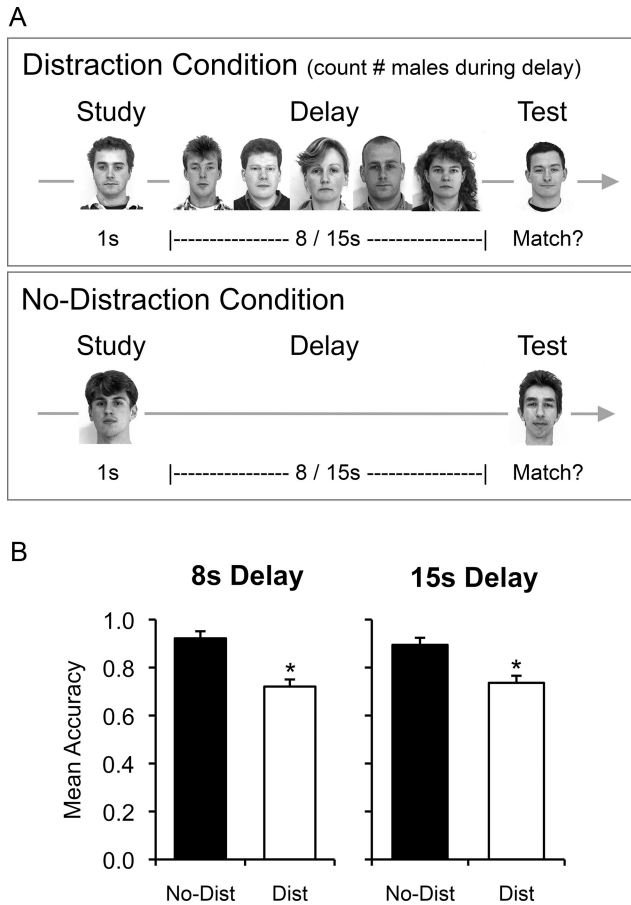 A
Distraction Condition (count # males during delay)
Study Delay Test
1s |---------------- 8 / 15s -----------------| Match?
No-Distraction Condition
Study Delay Test
1s |---------------- 8 / 15s -----------------| Match?
B
8s Delay 15s Delay
Mean Accuracy
1.0
0.8
0.6
0.4
0.2
0.0
* *
No-Dist Dist No-Dist Dist